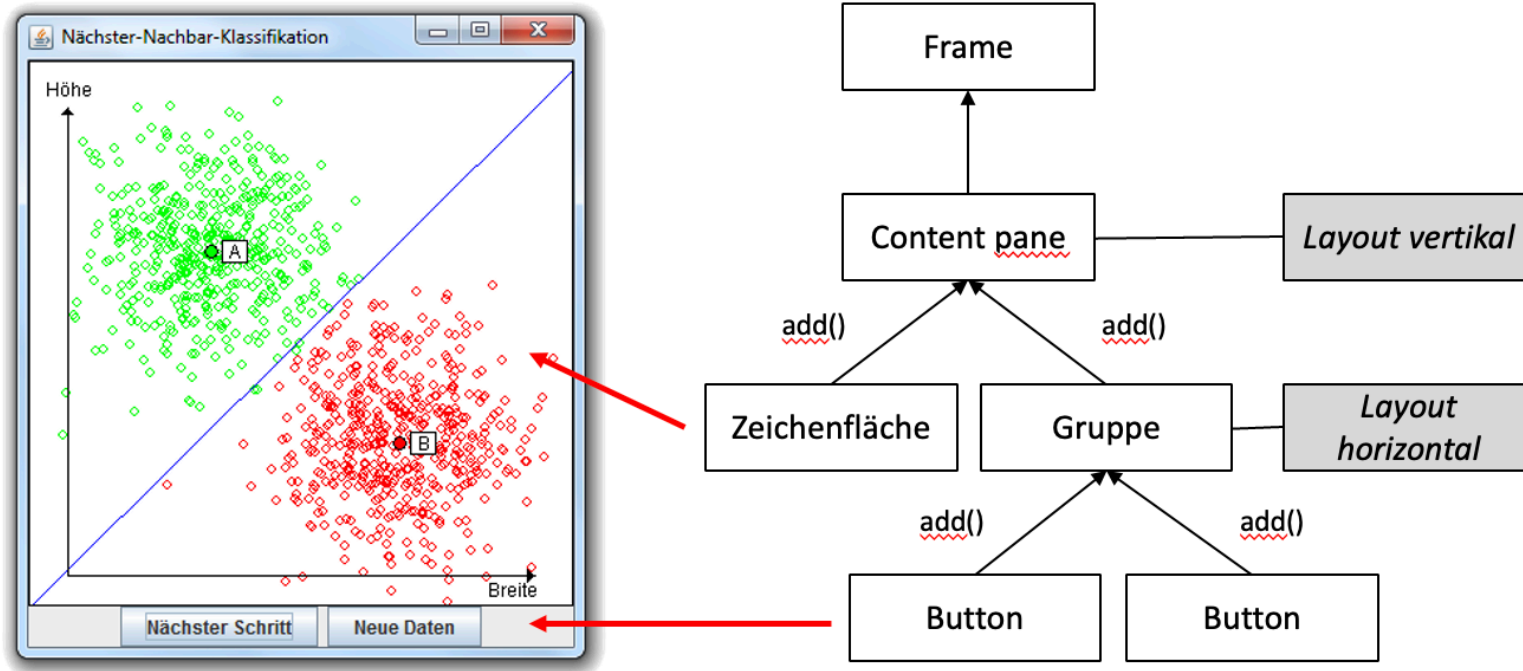 Nächster-Nachbar-Klassifikation
Höhe
A
B
Breite
Nächster Schritt
Neue Daten
Frame
Content pane
Layout vertikal
add()
add()
Zeichenfläche
Gruppe
Layout
horizontal
add()
add()
Button
Button